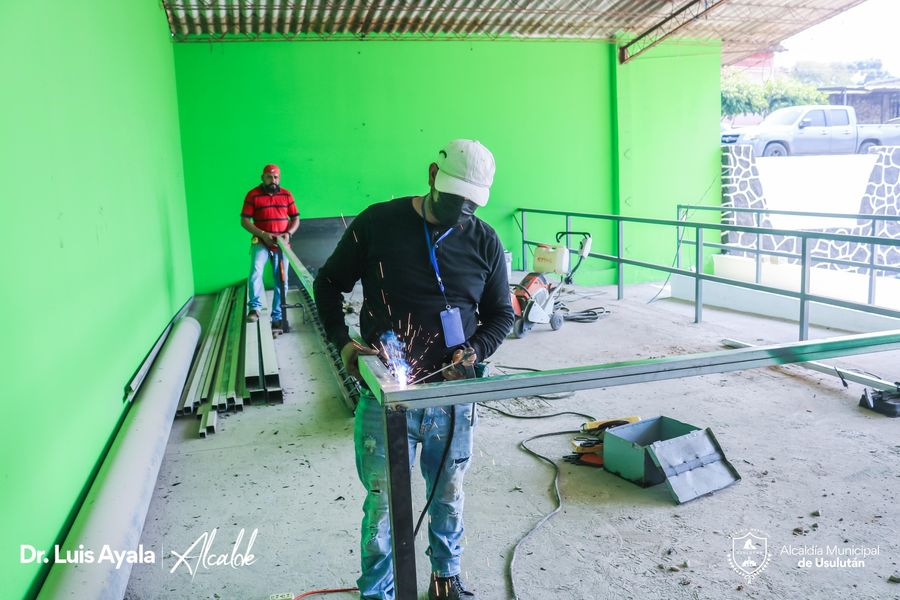 Dr. Luis Ayala | Alcalde
Alcaldía Municipal
de Usulután